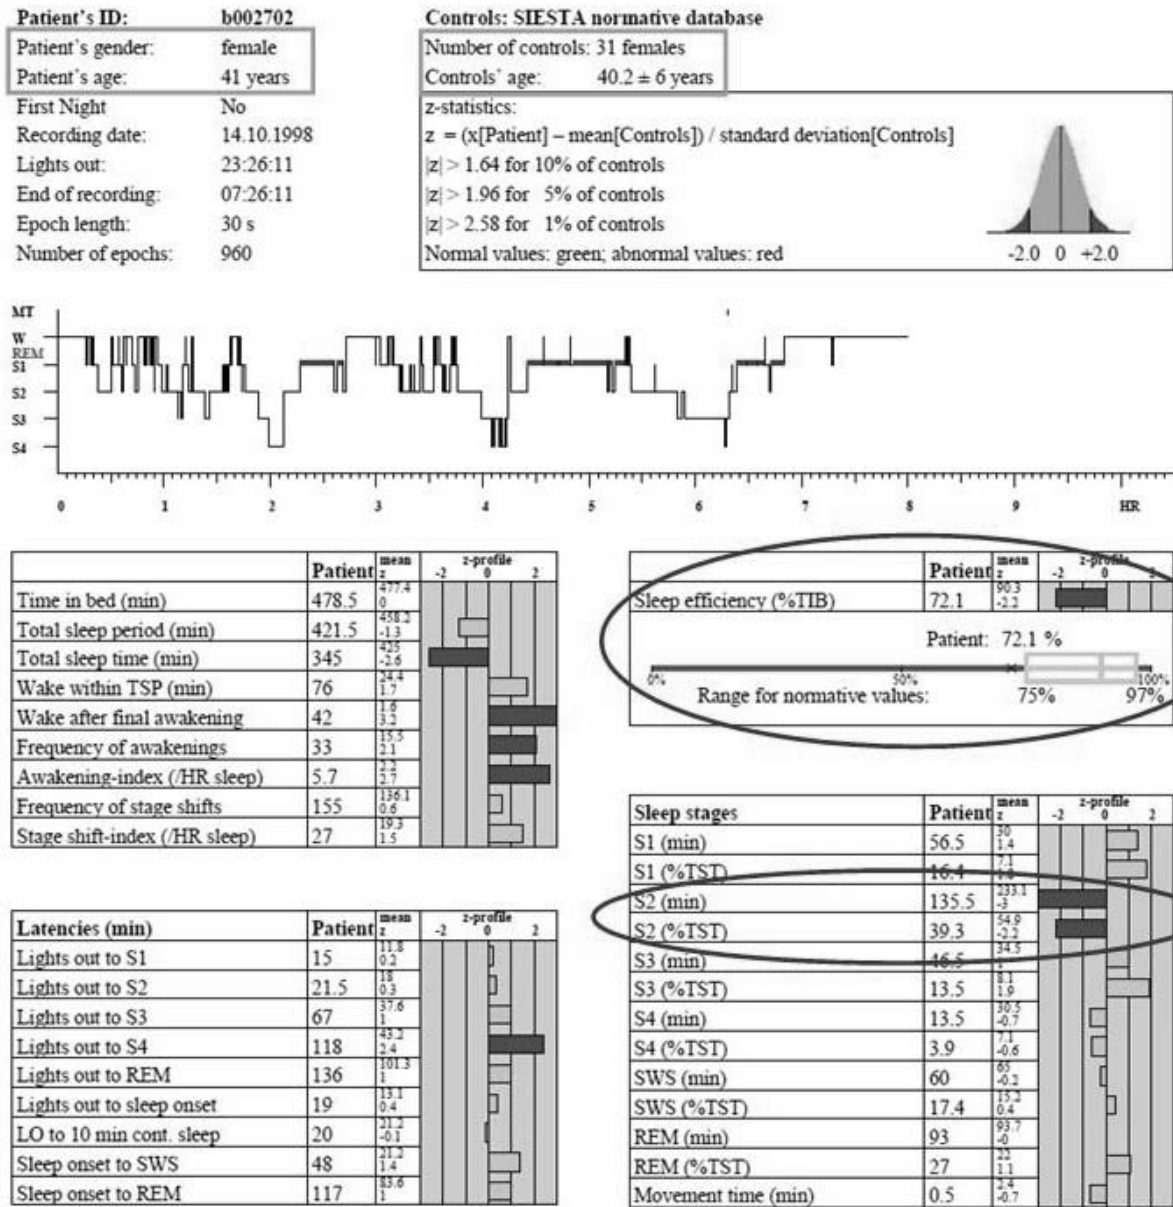 Patient's ID: b002702
Patient's gender: female
Patient's age: 41 years
First Night No
Recording date: 14.10.1998
Lights out: 23:26:11
End of recording: 07:26:11
Epoch length: 30 s
Number of epochs: 960
Controls: SIESTA normative database
Number of controls: 31 females
Controls' age: 40.2 ± 6 years
z-statistics:
z = (x[Patient] – mean[Controls]) / standard deviation[Controls]
|z| > 1.64 for 10% of controls
|z| > 1.96 for 5% of controls
|z| > 2.58 for 1% of controls
Normal values: green; abnormal values: red
-2.0 0 +2.0
MT
W
REM
S1
S2
S3
S4
0 1 2 3 4 5 6 7 8 9 HR
Patient mean z z-profile -2 0 2
Time in bed (min) 478.5 477.4 0
Total sleep period (min) 421.5 458.2 -1.3
Total sleep time (min) 345 425 -2.6
Wake within TSP (min) 76 24.4 1.7
Wake after final awakening 42 1.6 3.2
Frequency of awakenings 33 15.5 2.1
Awakening-index (/HR sleep) 5.7 2.2 2.7
Frequency of stage shifts 155 136.1 0.6
Stage shift-index (/HR sleep) 27 19.3 1.5
Latencies (min) Patient mean z z-profile -2 0 2
Lights out to S1 15 11.8 0.2
Lights out to S2 21.5 18 0.3
Lights out to S3 67 37.6 1
Lights out to S4 118 43.2 2.4
Lights out to REM 136 101.3 1
Lights out to sleep onset 19 13.1 0.4
LO to 10 min cont. sleep 20 21.2 -0.1
Sleep onset to SWS 48 21.2 1.4
Sleep onset to REM 117 83.6 1
Patient mean z z-profile -2 0 2
Sleep efficiency (%TIB) 72.1 90.3 -2.2
Patient: 72.1 %
0% 50% 100%
Range for normative values: 75% 97%
Sleep stages Patient mean z z-profile -2 0 2
S1 (min) 56.5 30 1.4
S1 (%TST) 16.4 7.1
S2 (min) 135.5 233.1 -3
S2 (%TST) 39.3 54.9 -2.2
S3 (min) 46.5 34.5
S3 (%TST) 13.5 8.1 1.9
S4 (min) 13.5 30.5 -0.7
S4 (%TST) 3.9 7.1 -0.6
SWS (min) 60 65 -0.2
SWS (%TST) 17.4 15.2 0.4
REM (min) 93 93.7 -0
REM (%TST) 27 22 1.1
Movement time (min) 0.5 2.4 -0.7